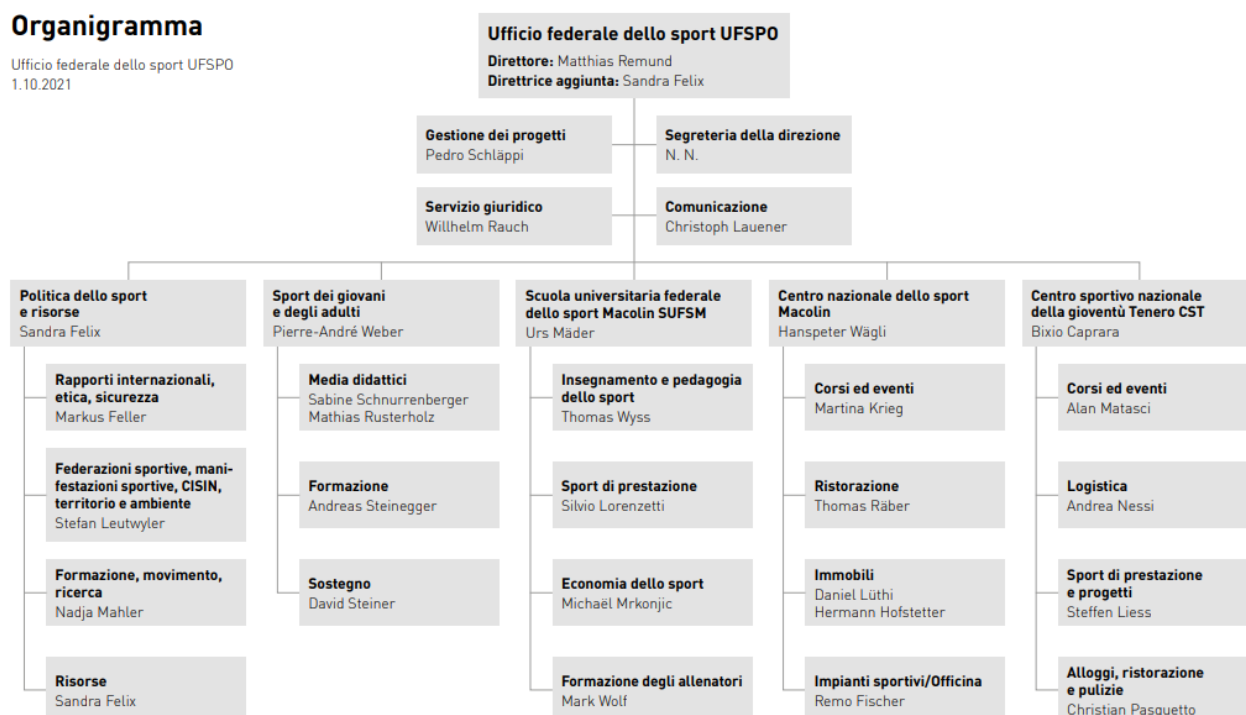 Organigramma
Ufficio federale dello sport UFSPO
1.10.2021
Ufficio federale dello sport UFSPO
Direttore: Matthias Remund
Direttrice aggiunta: Sandra Felix
Gestione dei progetti
Pedro Schläppi
Segreteria della direzione
N. N.
Servizio giuridico
Willhelm Rauch
Comunicazione
Christoph Lauener
Politica dello sport
e risorse
Sandra Felix
Rapporti internazionali,
etica, sicurezza
Markus Feller
Federazioni sportive, mani-
festazioni sportive, CISIN,
territorio e ambiente
Stefan Leutwyler
Formazione, movimento,
ricerca
Nadja Mahler
Risorse
Sandra Felix
Sport dei giovani
e degli adulti
Pierre-André Weber
Media didattici
Sabine Schnurrenberger
Mathias Rusterholz
Formazione
Andreas Steinegger
Sostegno
David Steiner
Scuola universitaria federale
dello sport Macolin SUFSM
Urs Mäder
Insegnamento e pedagogia
dello sport
Thomas Wyss
Sport di prestazione
Silvio Lorenzetti
Economia dello sport
Michaël Mrkonjic
Formazione degli allenatori
Mark Wolf
Centro nazionale dello sport
Macolin
Hanspeter Wägli
Corsi ed eventi
Martina Krieg
Ristorazione
Thomas Räber
Immobili
Daniel Lüthi
Hermann Hofstetter
Impianti sportivi/Officina
Remo Fischer
Centro sportivo nazionale
della gioventù Tenero CST
Bixio Caprara
Corsi ed eventi
Alan Matasci
Logistica
Andrea Nessi
Sport di prestazione
e progetti
Steffen Liess
Alloggi, ristorazione
e pulizie
Christian Pasquetto